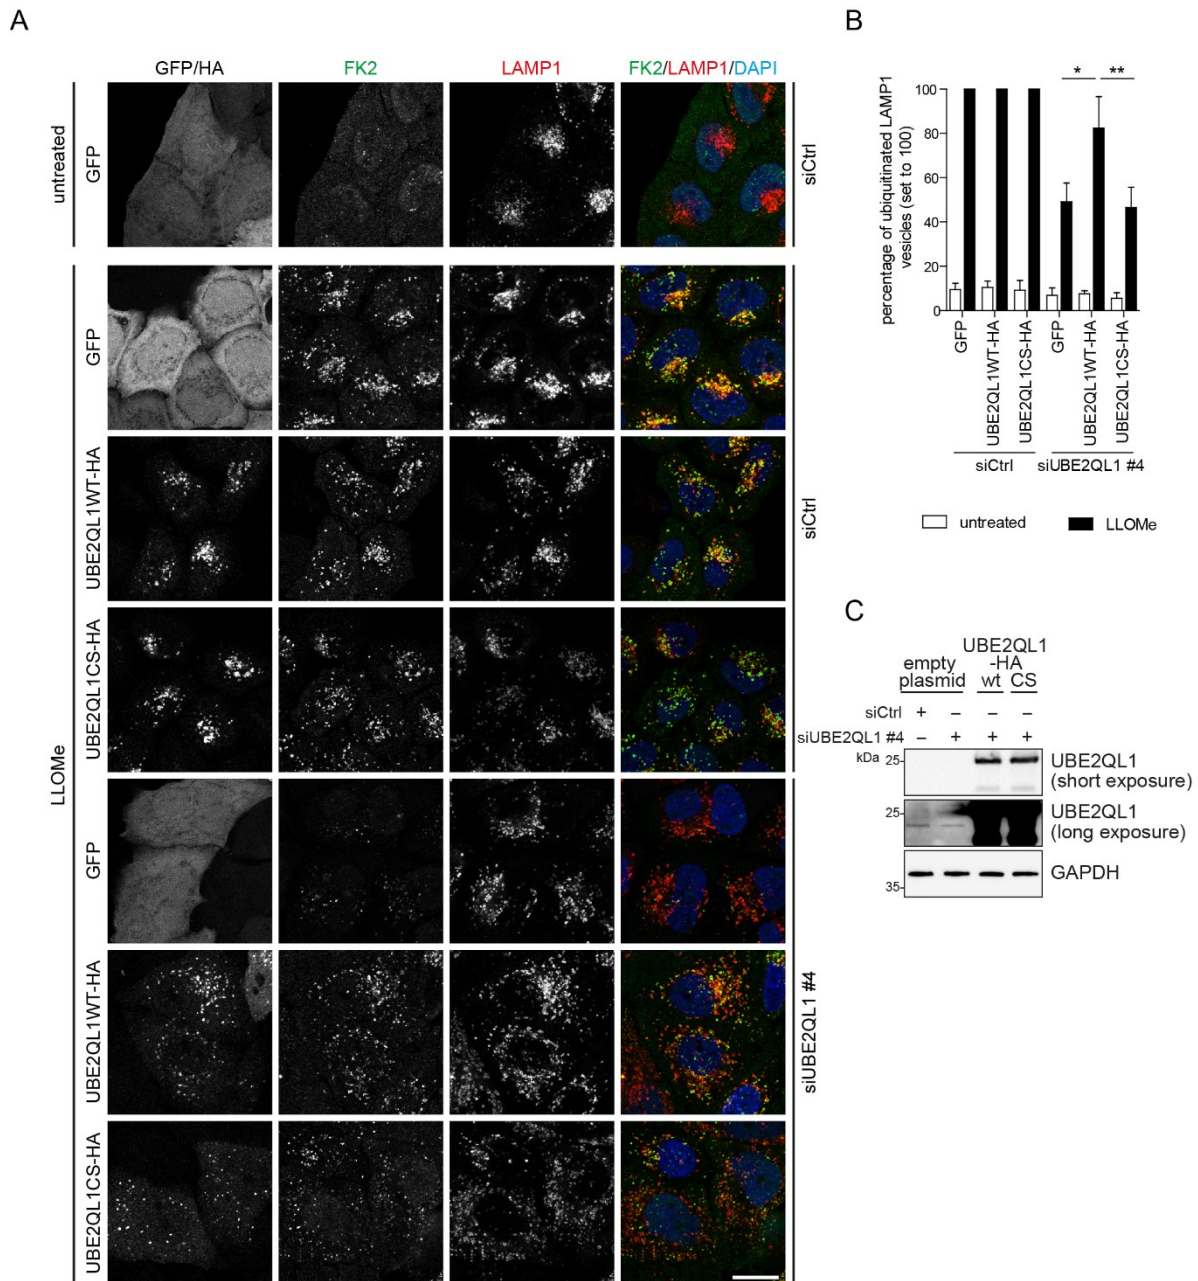 A
GFP/HA FK2 LAMP1 FK2/LAMP1/DAPI
untreated
GFP
siCtrl
LLOMe
GFP
UBE2QL1WT-HA
UBE2QL1CS-HA
siCtrl
GFP
UBE2QL1WT-HA
UBE2QL1CS-HA
siUBE2QL1 #4
B
percentage of ubiquitinated LAMP1
vesicles (set to 100)
* **
100
80
60
40
20
0
GFP
UBE2QL1WT-HA
UBE2QL1CS-HA
GFP
UBE2QL1WT-HA
UBE2QL1CS-HA
siCtrl siUBE2QL1 #4
untreated LLOMe
C
UBE2QL1
empty -HA
plasmid wt CS
siCtrl + – – –
siUBE2QL1 #4 – + + +
kDa 25- UBE2QL1
(short exposure)
25- UBE2QL1
(long exposure)
35- GAPDH